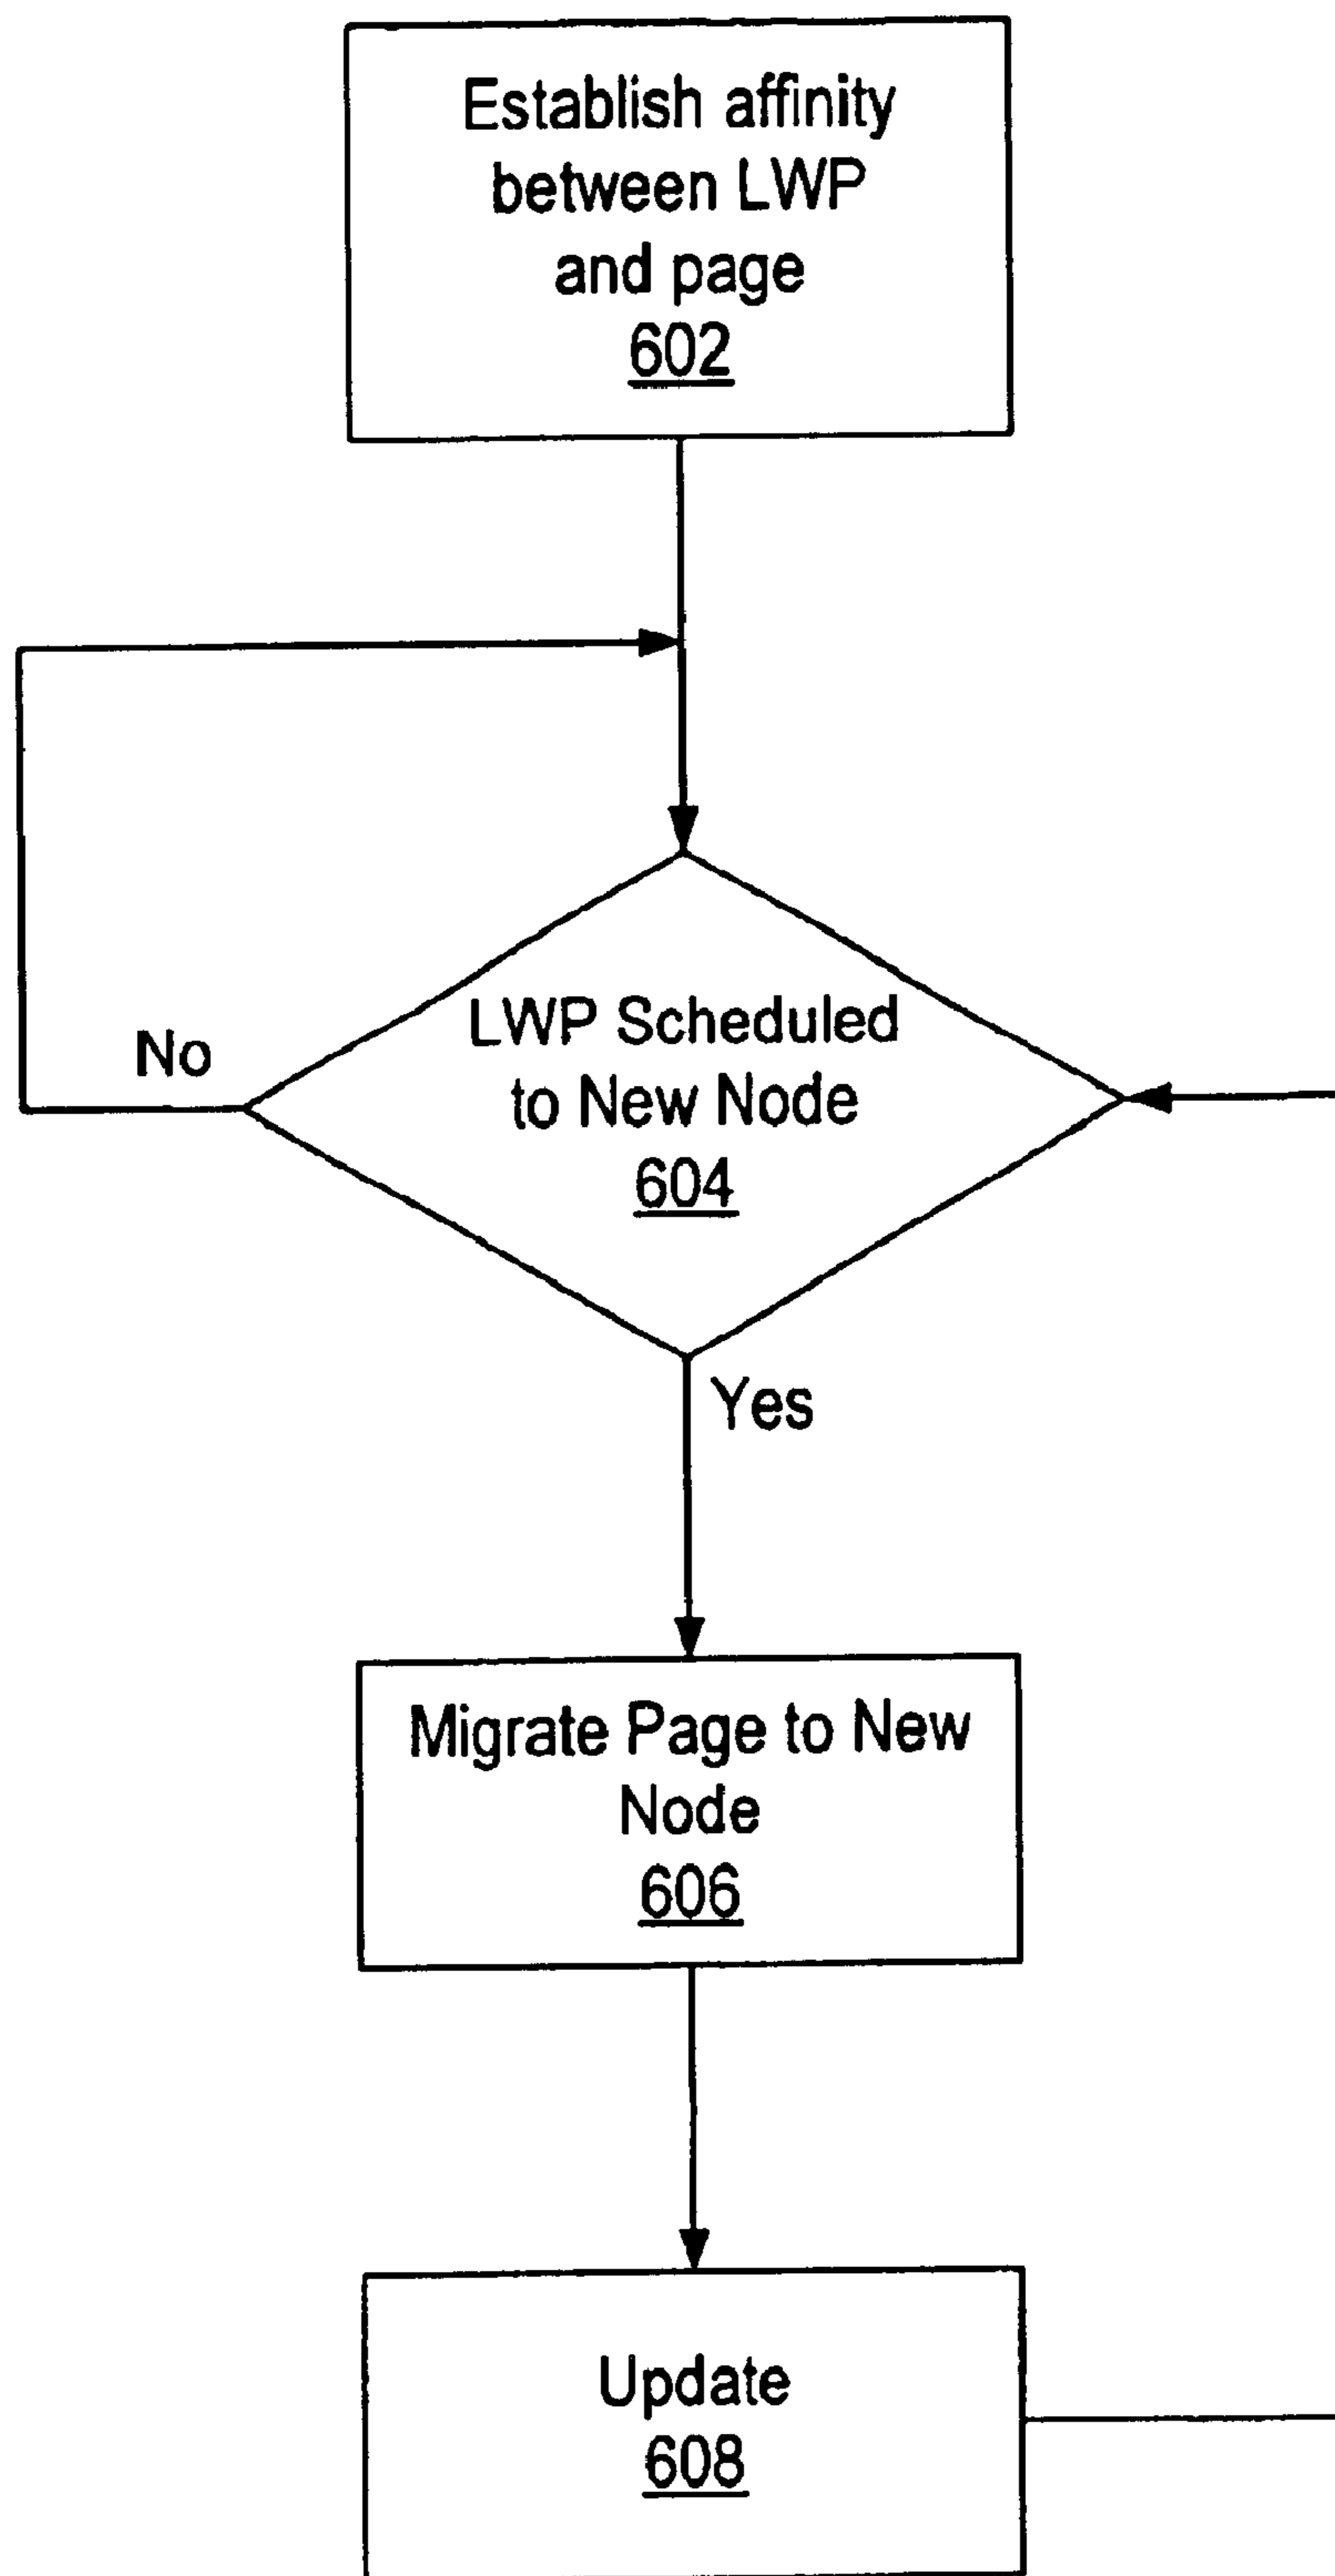 Establish affinity
between LWP
and page
602
No
LWP Scheduled
to New Node
604
Yes
Migrate Page to New
Node
606
Update
608